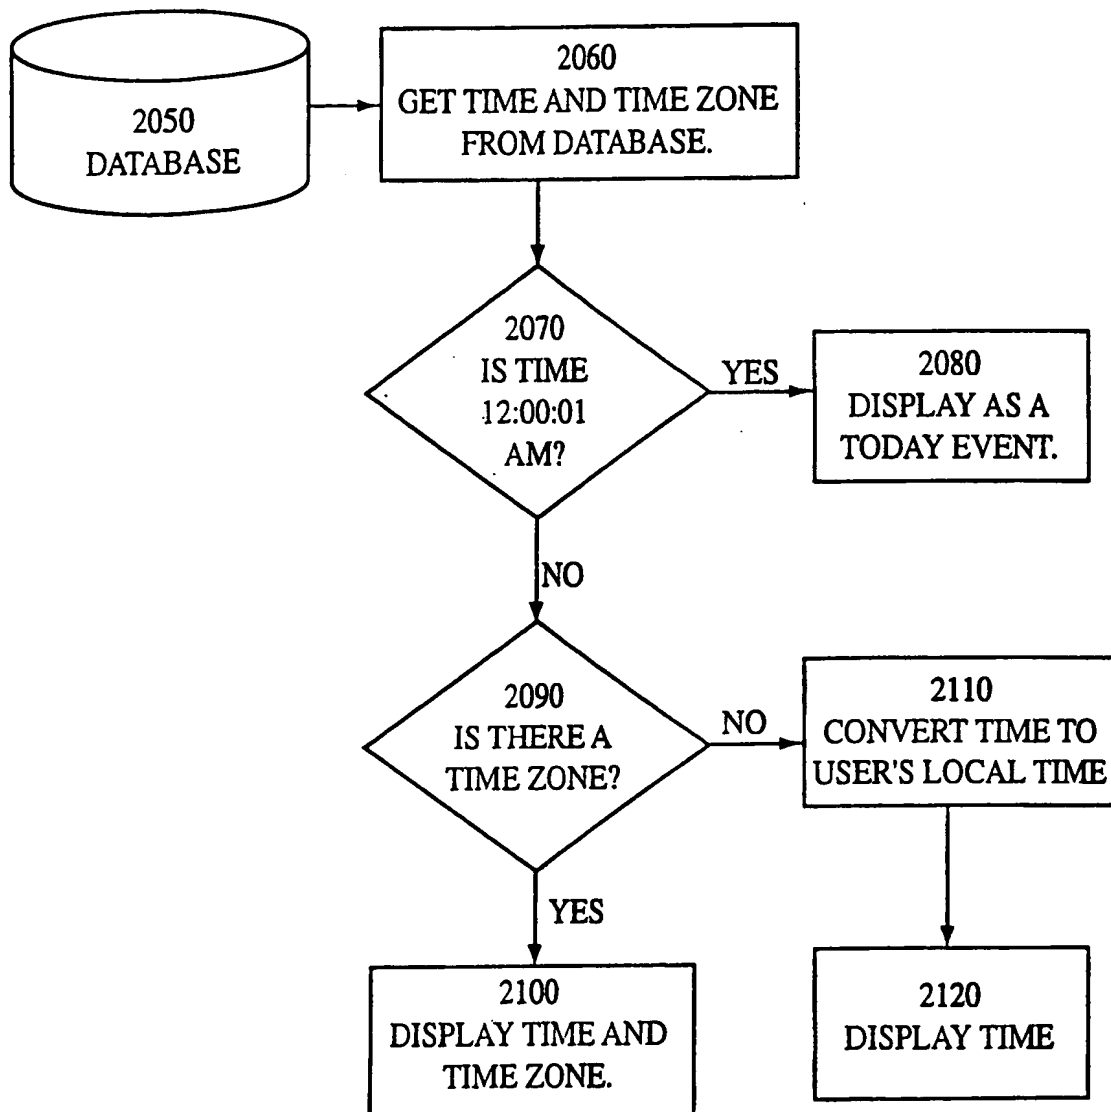 2050
DATABASE
2060
GET TIME AND TIME ZONE
FROM DATABASE.
2070
IS TIME
12:00:01
AM?
YES
2080
DISPLAY AS A
TODAY EVENT.
NO
2090
IS THERE A
TIME ZONE?
NO
2110
CONVERT TIME TO
USER'S LOCAL TIME
YES
2100
DISPLAY TIME AND
TIME ZONE.
2120
DISPLAY TIME